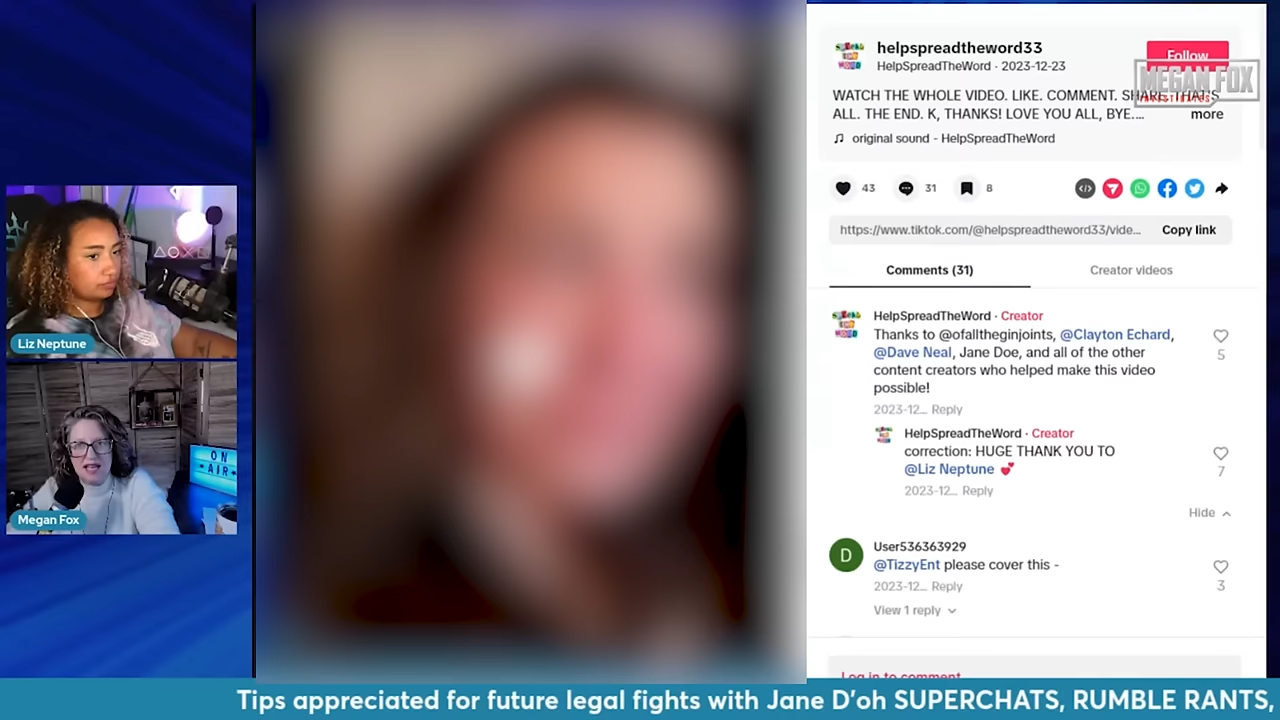 helpspreadtheword33
HelpSpreadTheWord · 2023-12-23
Follow
MEGAN FOX
INVESTIGATES
WATCH THE WHOLE VIDEO. LIKE. COMMENT. SHARE. THAT'S
ALL. THE END. K, THANKS! LOVE YOU ALL, BYE.... more
original sound - HelpSpreadTheWord
43 31 8
https://www.tiktok.com/@helpspreadtheword33/vide... Copy link
Comments (31) Creator videos
HelpSpreadTheWord · Creator
Thanks to @ofalltheginjoints, @Clayton Echard,
@Dave Neal, Jane Doe, and all of the other
content creators who helped make this video
possible!
5
2023-12... Reply
HelpSpreadTheWord · Creator
correction: HUGE THANK YOU TO
@Liz Neptune 💕
7
2023-12... Reply
Hide
D
User536363929
@TizzyEnt please cover this -
3
2023-12... Reply
View 1 reply
Log in to comment
Liz Neptune
ON
AIR
Megan Fox
Tips appreciated for future legal fights with Jane D'oh SUPERCHATS, RUMBLE RANTS,